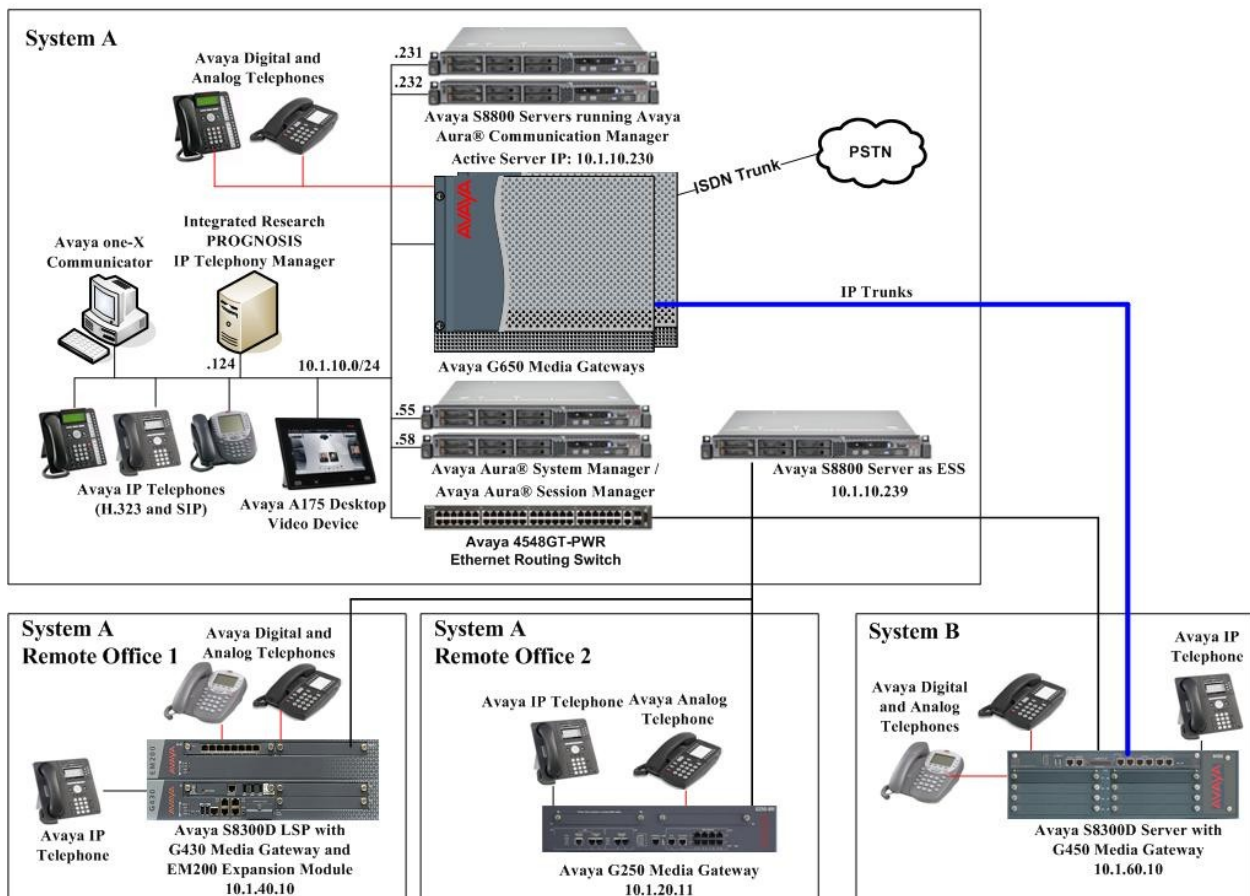 System A
Avaya Digital and
Analog Telephones
.231
.232
Avaya S8800 Servers running Avaya
Aura® Communication Manager
Active Server IP: 10.1.10.230
PSTN
ISDN Trunk
AVAYA
Integrated Research
PROGNOSIS
IP Telephony Manager
Avaya one-X
Communicator
IP Trunks
.124
10.1.10.0/24
Avaya G650 Media Gateways
.55
.58
Avaya IP Telephones
(H.323 and SIP)
Avaya A175 Desktop
Video Device
Avaya Aura® System Manager /
Avaya Aura® Session Manager
Avaya S8800 Server as ESS
10.1.10.239
Avaya 4548GT-PWR
Ethernet Routing Switch
System A
Remote Office 1
Avaya Digital and
Analog Telephones
EM200
AVAYA
G430
AVAYA
Avaya IP
Telephone
Avaya S8300D LSP with
G430 Media Gateway and
EM200 Expansion Module
10.1.40.10
System A
Remote Office 2
Avaya IP Telephone
Avaya Analog
Telephone
AVAYA
Avaya G250 Media Gateway
10.1.20.11
System B
Avaya IP
Telephone
Avaya Digital
and Analog
Telephones
Avaya S8300D Server with
G450 Media Gateway
10.1.60.10